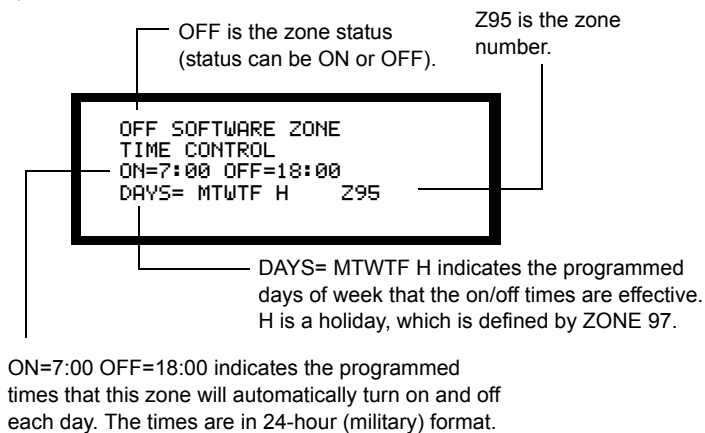 OFF is the zone status
(status can be ON or OFF).
Z95 is the zone
number.
OFF SOFTWARE ZONE
TIME CONTROL
ON=7:00 OFF=18:00
DAYS= MTWTF H Z95
DAYS= MTWTF H indicates the programmed
days of week that the on/off times are effective.
H is a holiday, which is defined by ZONE 97.
ON=7:00 OFF=18:00 indicates the programmed
times that this zone will automatically turn on and off
each day. The times are in 24-hour (military) format.